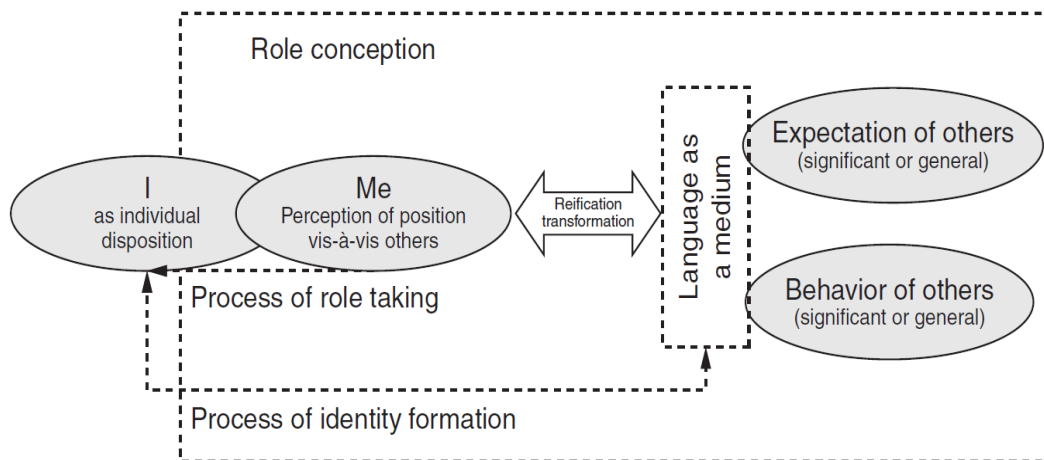 Role conception
I
as individual
disposition
Me
Perception of position
vis-à-vis others
Reification
transformation
Language as
a medium
Expectation of others
(significant or general)
Behavior of others
(significant or general)
Process of role taking
Process of identity formation